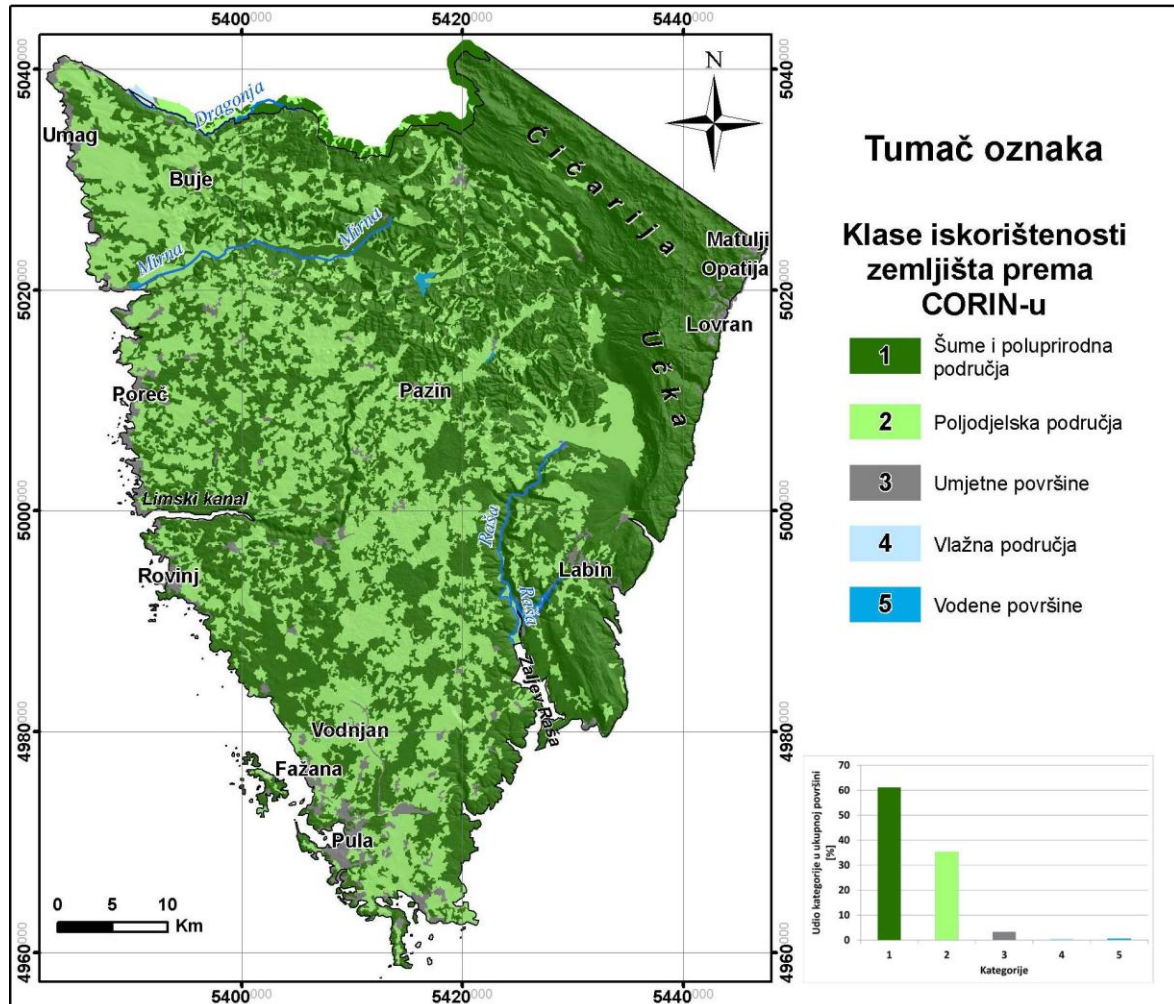 5400000 5420000 5440000
5040000 5040000
5020000 5020000
5000000 5000000
4980000 4980000
4960000 4960000
5400000 5420000 5440000
N
Dragonja
Umag
Buje
Čičarija
Mirna
Mirna
Matulji
Opatija
Lovran
Učka
Poreč
Pazin
Limski kanal
Raša
Rovinj
Labin
Raša
Zaljev Raša
Vodnjan
Fažana
Pula
0 5 10
Km
Tumač oznaka
Klase iskorištenosti
zemljišta prema
CORIN-u
1 Šume i poluprirodna
područja
2 Poljodjelska područja
3 Umjetne površine
4 Vlažna područja
5 Vodene površine
Udio kategorije u ukupnoj površini
[%]
70
60
50
40
30
20
10
0
1 2 3 4 5
Kategorije